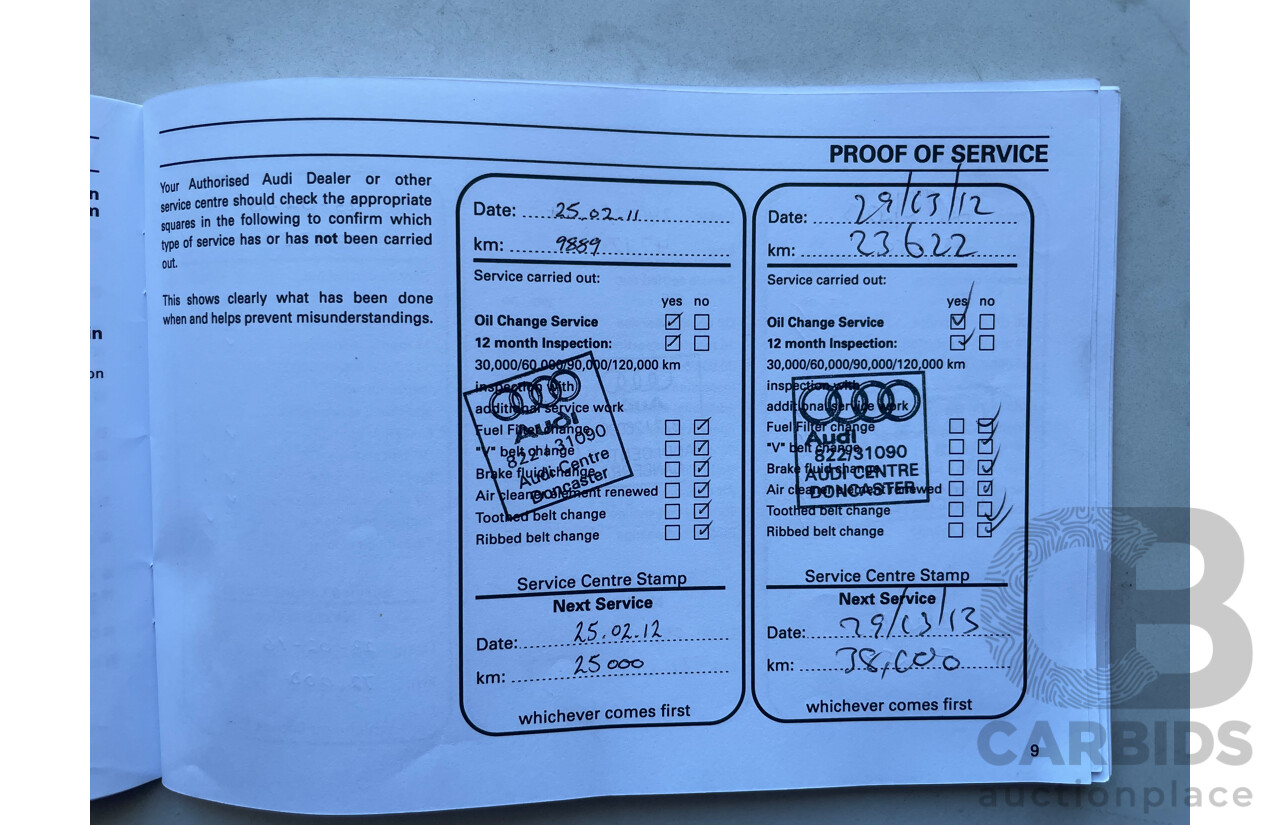 n
n
n
on
PROOF OF SERVICE
Your Authorised Audi Dealer or other
service centre should check the appropriate
squares in the following to confirm which
type of service has or has not been carried
out.
This shows clearly what has been done
when and helps prevent misunderstandings.
Date: 25.02.11
km: 9889
Service carried out:
yes no
Oil Change Service
12 month Inspection:
30,000/60,000/90,000/120,000 km
inspection with
additional service work
Fuel Filter change
"V" belt change
Brake fluid change
Air cleaner element renewed
Toothed belt change
Ribbed belt change
Audi
822-31090
Audi Centre
Doncaster
Service Centre Stamp
Next Service
Date: 25.02.12
km: 25000
whichever comes first
Date: 29/03/12
km: 23622
Service carried out:
yes no
Oil Change Service
12 month Inspection:
30,000/60,000/90,000/120,000 km
inspection with
additional service work
Fuel Filter change
"V" belt change
Brake fluid change
Air cleaner element renewed
Toothed belt change
Ribbed belt change
Audi
822/31090
AUDI CENTRE
DONCASTER
Service Centre Stamp
Next Service
Date: 29/03/13
km: 38,000
whichever comes first
9
CB
CARBIDS
auctionplace